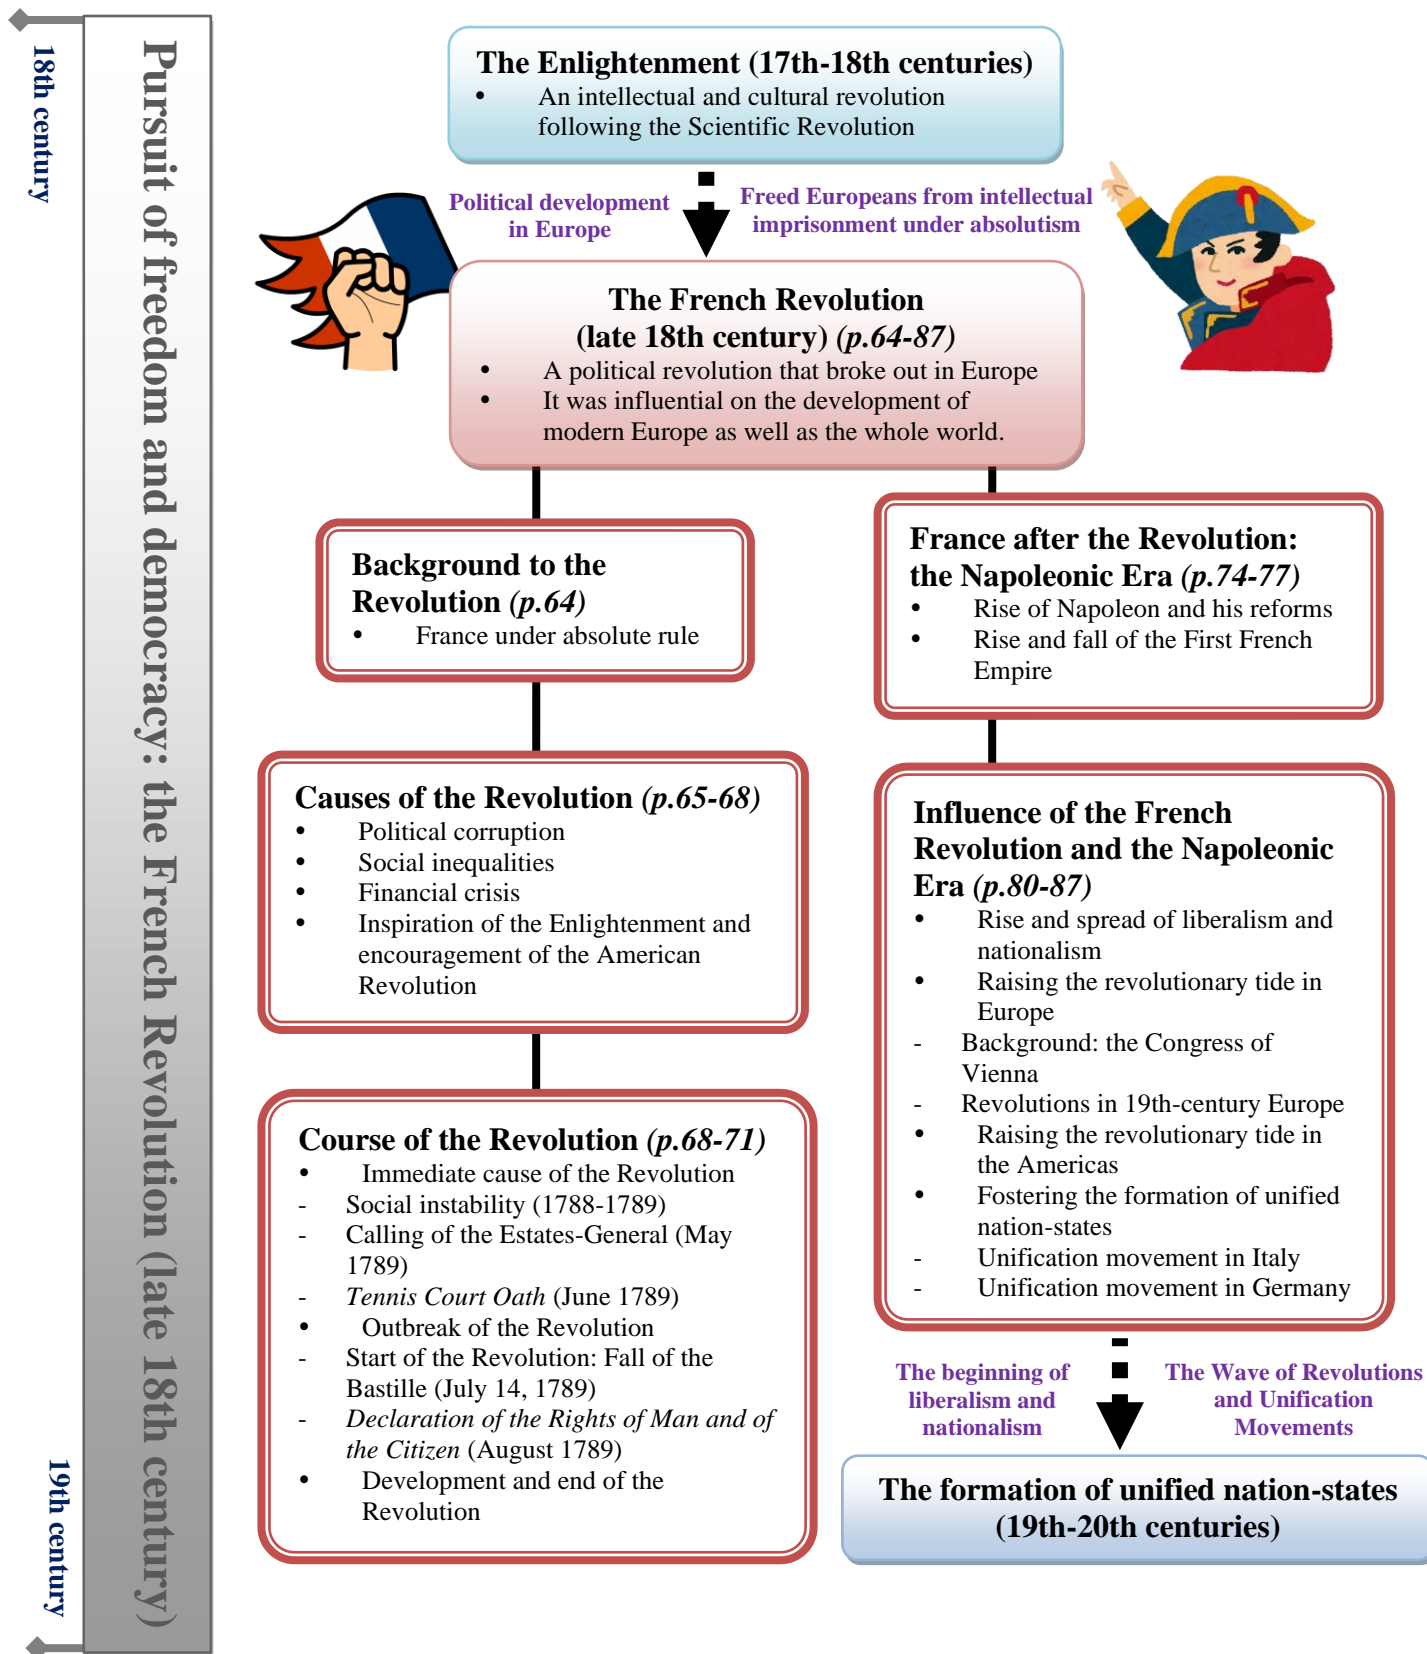 18th century
Pursuit of freedom and democracy: the French Revolution (late 18th century)
19th century
The Enlightenment (17th-18th centuries)
• An intellectual and cultural revolution
following the Scientific Revolution
Political development
in Europe
Freed Europeans from intellectual
imprisonment under absolutism
The French Revolution
(late 18th century) (p.64-87)
• A political revolution that broke out in Europe
• It was influential on the development of
modern Europe as well as the whole world.
Background to the
Revolution (p.64)
• France under absolute rule
Causes of the Revolution (p.65-68)
• Political corruption
• Social inequalities
• Financial crisis
• Inspiration of the Enlightenment and
encouragement of the American
Revolution
Course of the Revolution (p.68-71)
• Immediate cause of the Revolution
- Social instability (1788-1789)
- Calling of the Estates-General (May
1789)
- Tennis Court Oath (June 1789)
• Outbreak of the Revolution
- Start of the Revolution: Fall of the
Bastille (July 14, 1789)
- Declaration of the Rights of Man and of
the Citizen (August 1789)
• Development and end of the
Revolution
France after the Revolution:
the Napoleonic Era (p.74-77)
• Rise of Napoleon and his reforms
• Rise and fall of the First French
Empire
Influence of the French
Revolution and the Napoleonic
Era (p.80-87)
• Rise and spread of liberalism and
nationalism
• Raising the revolutionary tide in
Europe
- Background: the Congress of
Vienna
- Revolutions in 19th-century Europe
• Raising the revolutionary tide in
the Americas
• Fostering the formation of unified
nation-states
- Unification movement in Italy
- Unification movement in Germany
The beginning of
liberalism and
nationalism
The Wave of Revolutions
and Unification
Movements
The formation of unified nation-states
(19th-20th centuries)